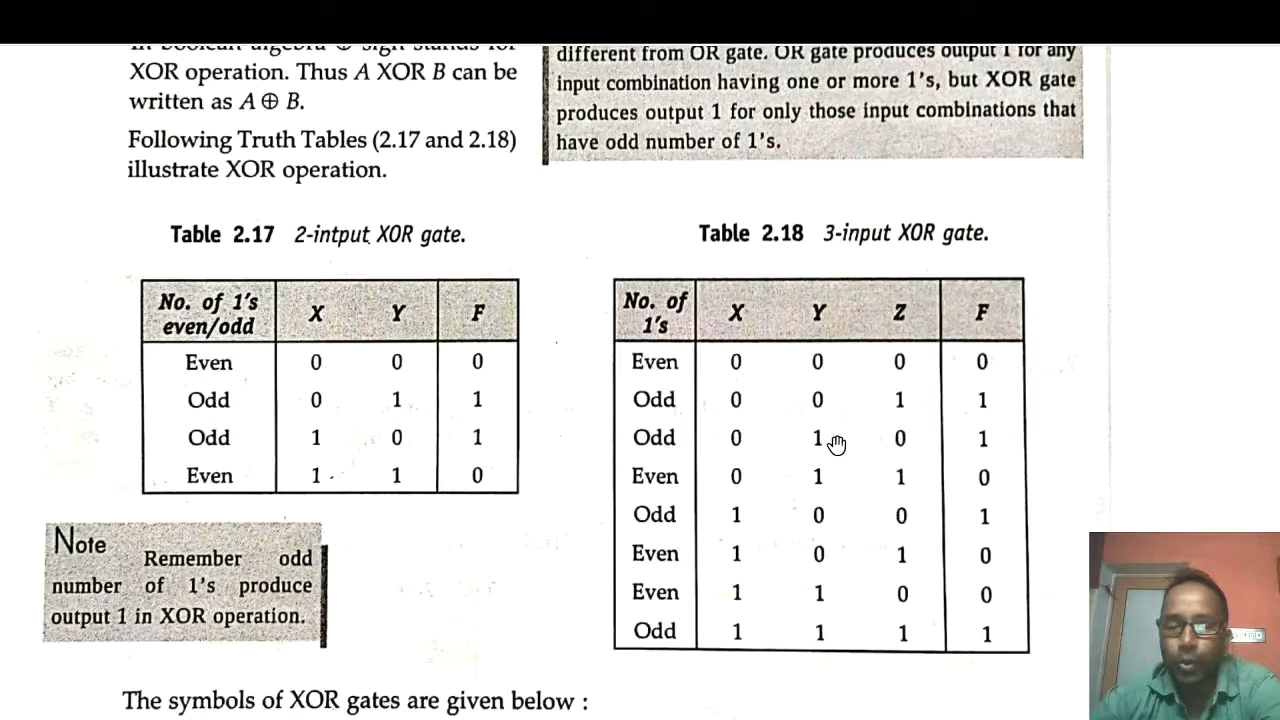 In boolean algebra ⊕ sign stands for
XOR operation. Thus A XOR B can be
written as A ⊕ B.
Following Truth Tables (2.17 and 2.18)
illustrate XOR operation.
different from OR gate. OR gate produces output 1 for any
input combination having one or more 1's, but XOR gate
produces output 1 for only those input combinations that
have odd number of 1's.
Table 2.17 2-intput XOR gate.
No. of 1's
even/odd X Y F
Even 0 0 0
Odd 0 1 1
Odd 1 0 1
Even 1 1 0
Note Remember odd
number of 1's produce
output 1 in XOR operation.
Table 2.18 3-input XOR gate.
No. of
1's X Y Z F
Even 0 0 0 0
Odd 0 0 1 1
Odd 0 1 0 1
Even 0 1 1 0
Odd 1 0 0 1
Even 1 0 1 0
Even 1 1 0 0
Odd 1 1 1 1
The symbols of XOR gates are given below :